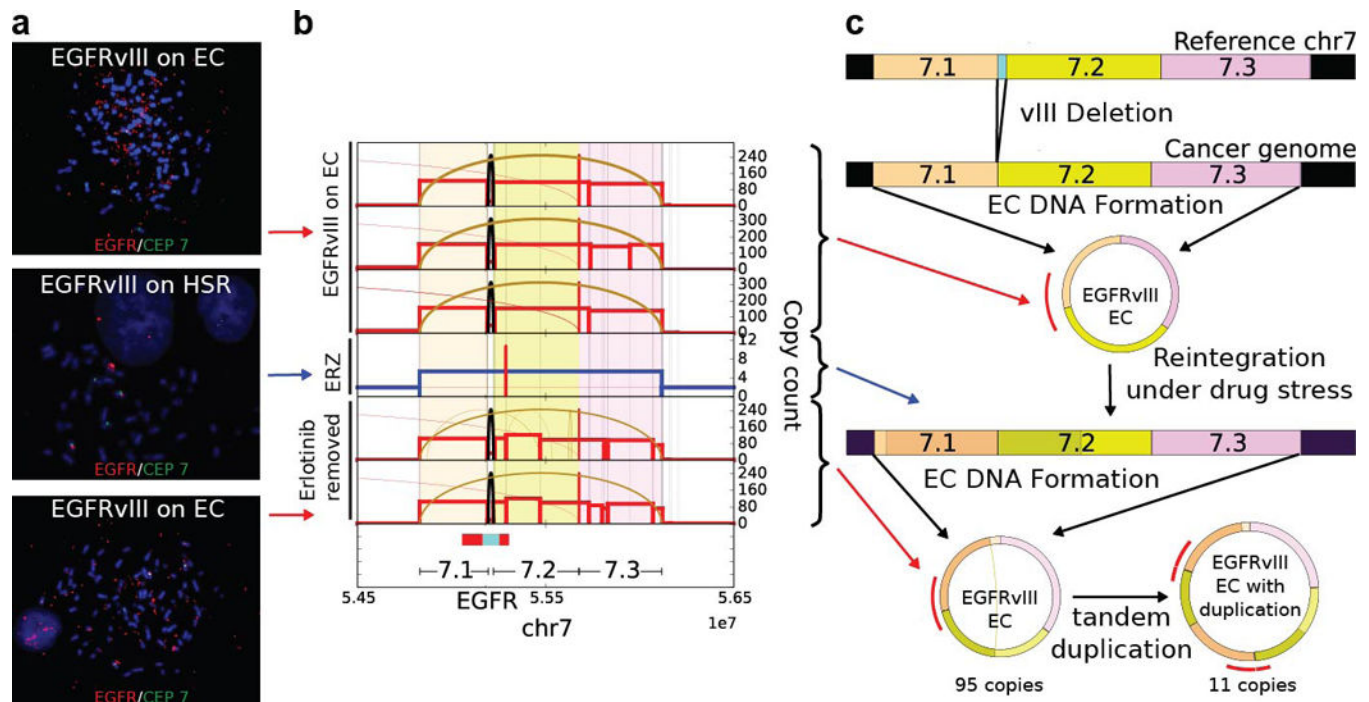 a
EGFRvIII on EC
EGFR/CEP 7
EGFRvIII on HSR
EGFR/CEP 7
EGFRvIII on EC
EGFR/CEP 7
b
EGFRvIII on EC
ERZ
Erlotinib
removed
240
160
80
0
300
200
100
0
300
200
100
0
12
8
4
0
240
160
80
0
240
160
80
0
Copy count
7.1 7.2 7.3
5.45 EGFR 5.55 5.65
chr7 1e7
c
Reference chr7
7.1 7.2 7.3
vIII Deletion
Cancer genome
7.1 7.2 7.3
EC DNA Formation
EGFRvIII
EC
Reintegration
under drug stress
7.1 7.2 7.3
EC DNA Formation
EGFRvIII
EC
tandem
duplication
EGFRvIII
EC with
duplication
95 copies
11 copies